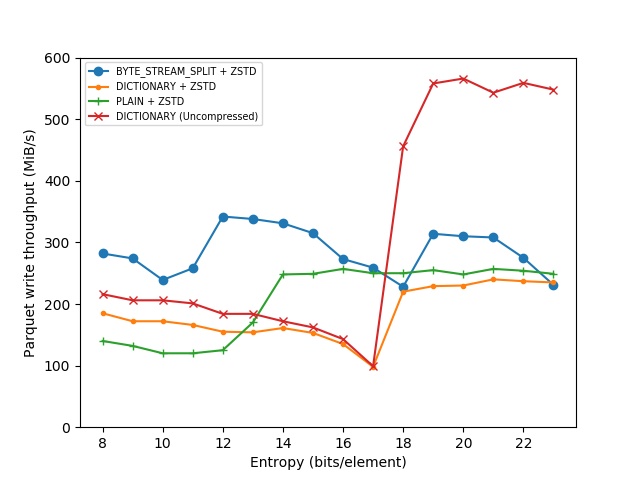 600
500
400
300
200
100
0
Parquet write throughput (MiB/s)
BYTE_STREAM_SPLIT + ZSTD
DICTIONARY + ZSTD
PLAIN + ZSTD
DICTIONARY (Uncompressed)
8 10 12 14 16 18 20 22
Entropy (bits/element)